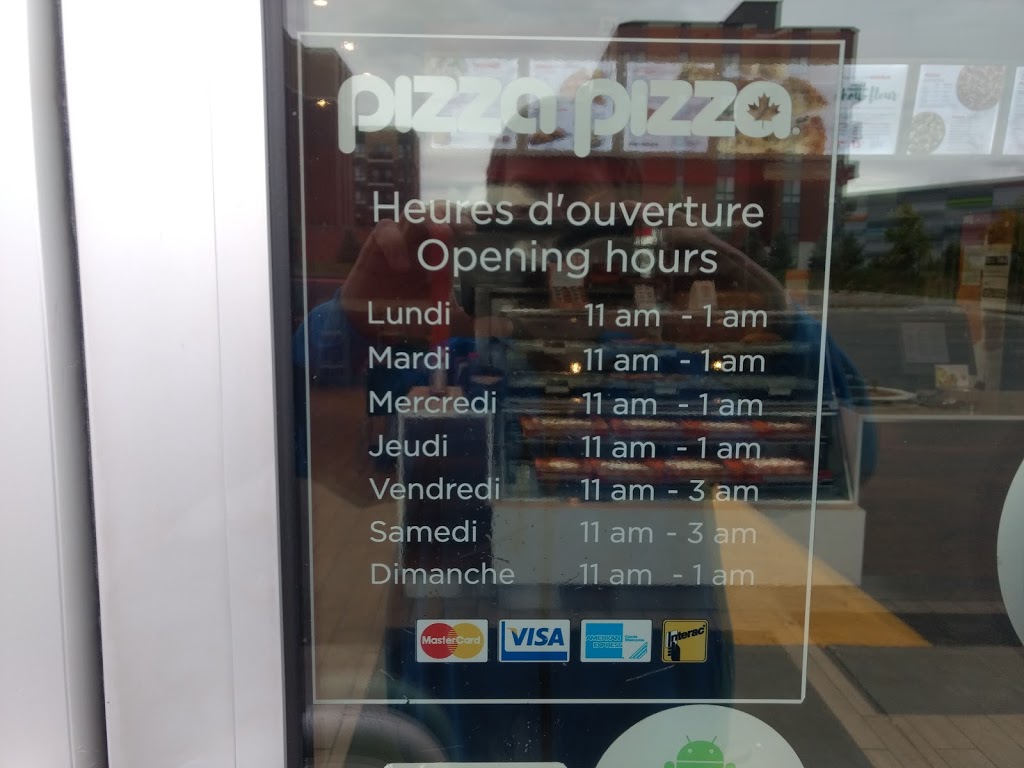 pizza pizza
Heures d'ouverture
Opening hours
Lundi 11 am - 1 am
Mardi 11 am - 1 am
Mercredi 11 am - 1 am
Jeudi 11 am - 1 am
Vendredi 11 am - 3 am
Samedi 11 am - 3 am
Dimanche 11 am - 1 am
MasterCard VISA AMERICAN EXPRESS Interac